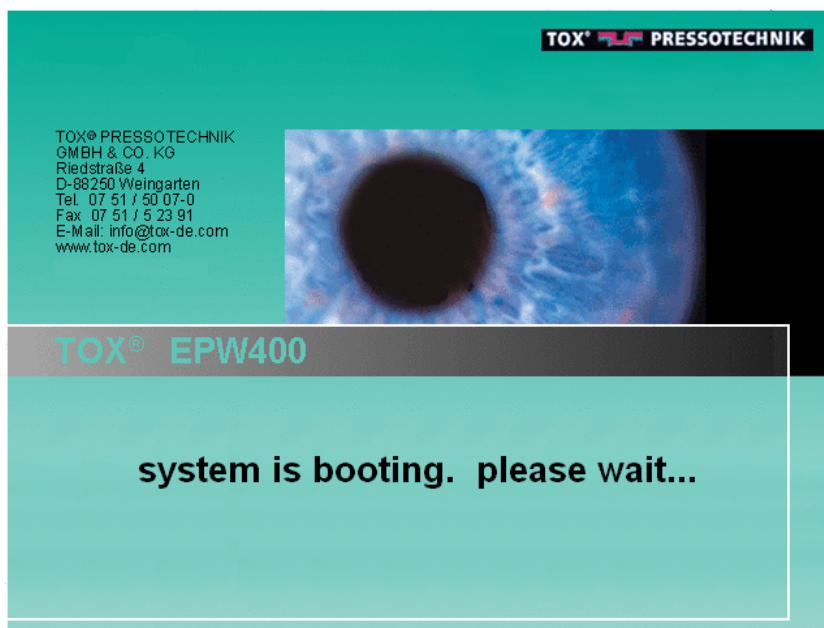 TOX® PRESSOTECHNIK
TOX® PRESSOTECHNIK
GMBH & CO. KG
Riedstraße 4
D-88250 Weingarten
Tel. 07 51 / 50 07-0
Fax 07 51 / 5 23 91
E-Mail: info@tox-de.com
www.tox-de.com
TOX® EPW400
system is booting. please wait...